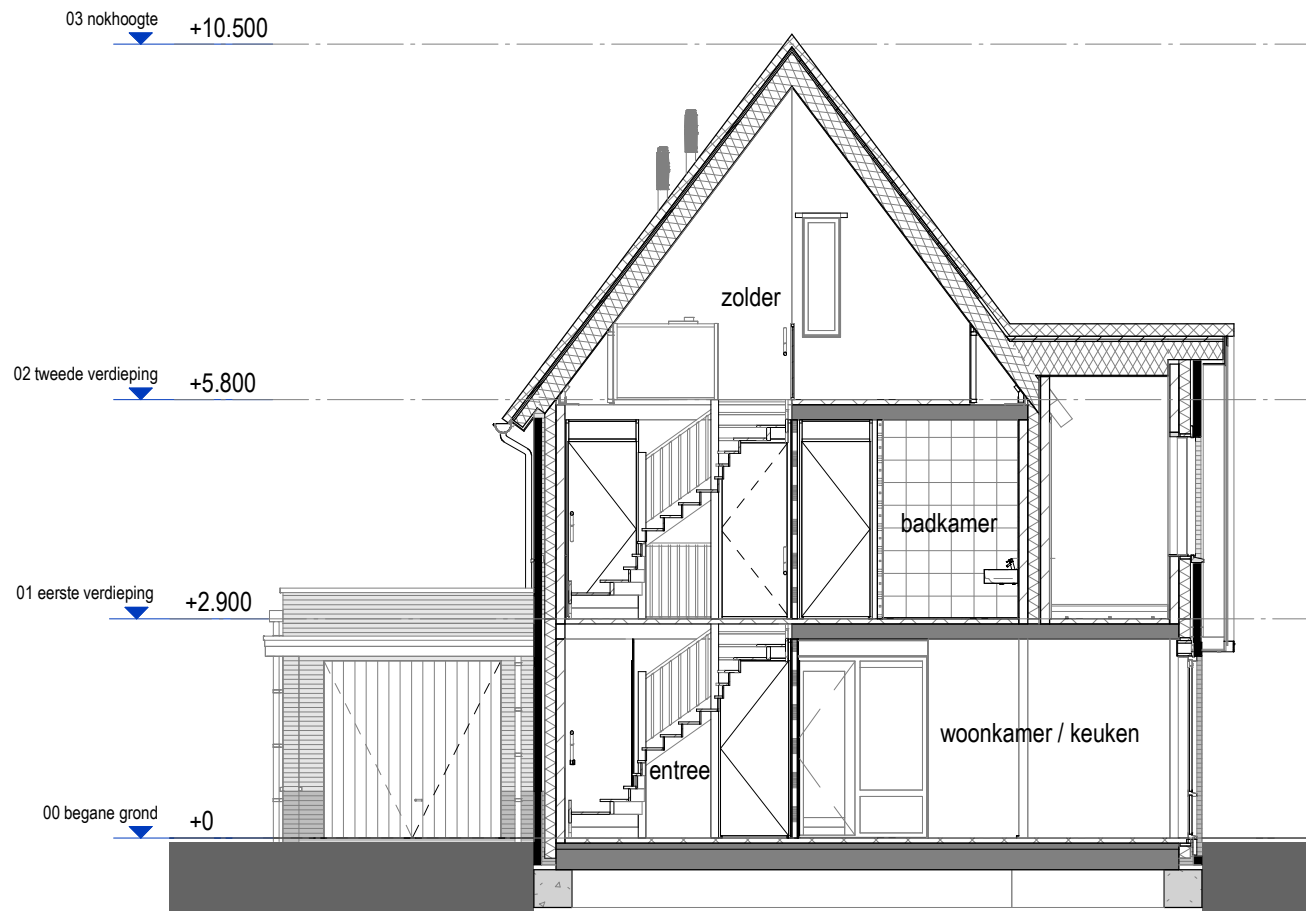 03 nokhoogte +10.500
zolder
02 tweede verdieping +5.800
badkamer
01 eerste verdieping +2.900
woonkamer / keuken
entree
00 begane grond +0